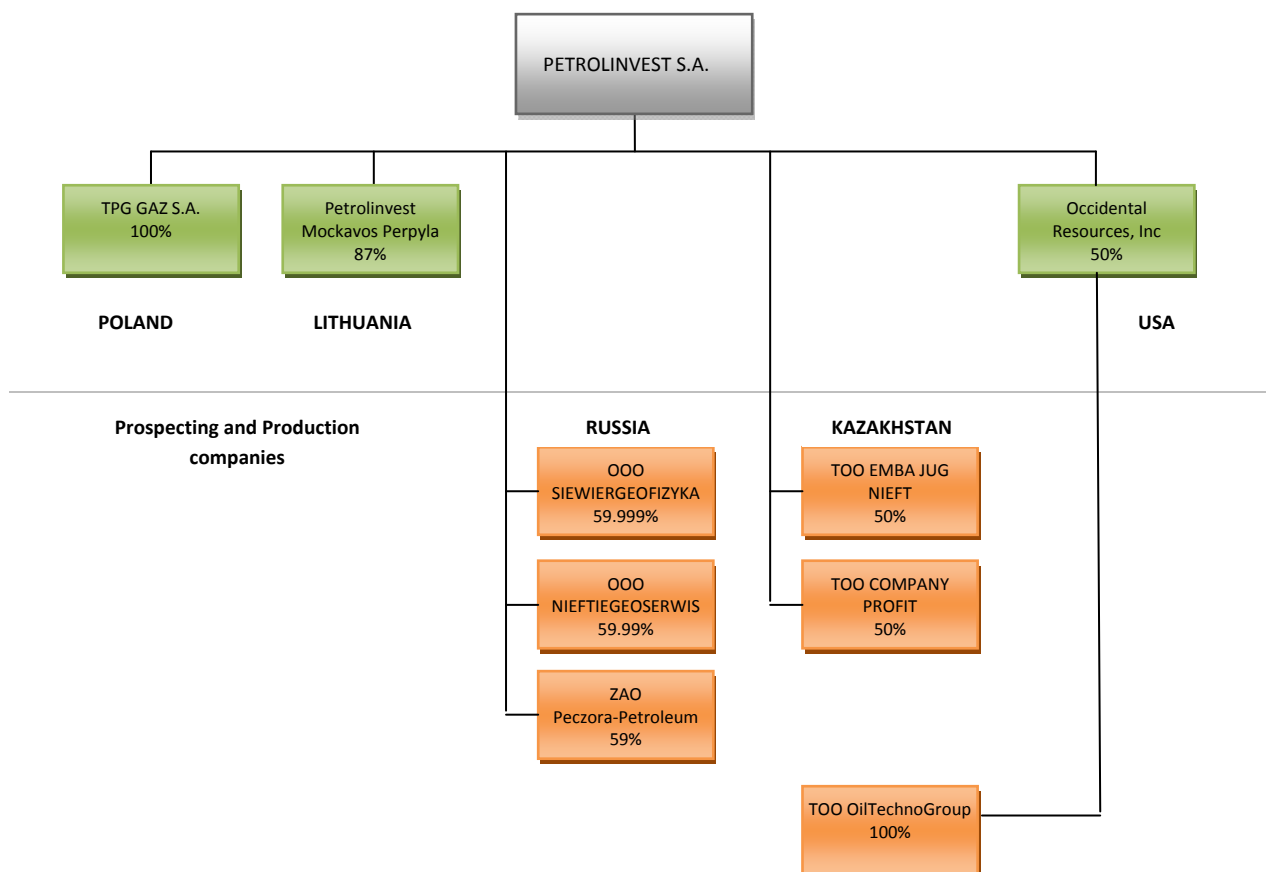 PETROLINVEST S.A.
TPG GAZ S.A.
100%
Petrolinvest
Mockavos Perpyla
87%
Occidental
Resources, Inc
50%
POLAND
LITHUANIA
USA
Prospecting and Production
companies
RUSSIA
KAZAKHSTAN
OOO
SIEWIERGEOFIZYKA
59.999%
TOO EMBA JUG
NIEFT
50%
OOO
NIEFTIEGEOSERWIS
59.99%
TOO COMPANY
PROFIT
50%
ZAO
Peczora-Petroleum
59%
TOO OilTechnoGroup
100%